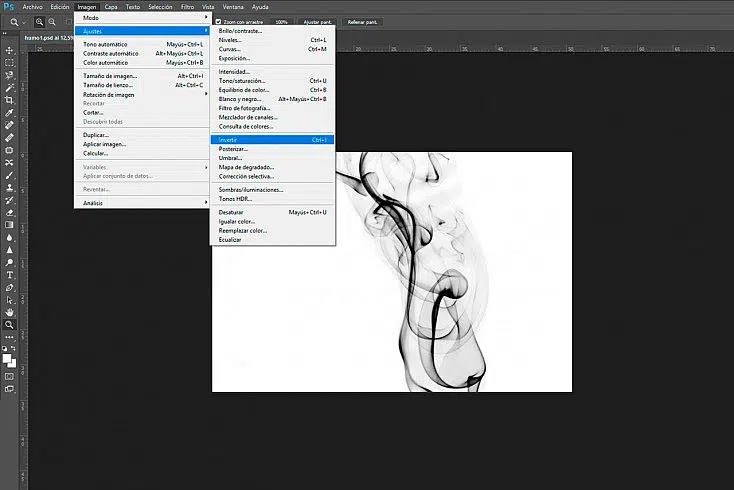 Ps Archivo Edición Imagen Capa Texto Selección Filtro Vista Ventana Ayuda
Zoom con arrastre 100% Ajustar pant. Rellenar pant.
Modo
Ajustes
Tono automático Mayús+Ctrl+L
Contraste automático Alt+Mayús+Ctrl+L
Color automático Mayús+Ctrl+B
Tamaño de imagen... Alt+Ctrl+I
Tamaño de lienzo... Alt+Ctrl+C
Rotación de imagen
Recortar
Cortar...
Descubrir todas
Duplicar...
Aplicar imagen...
Calcular...
Variables
Aplicar conjunto de datos...
Reventar...
Análisis
Brillo/contraste...
Niveles... Ctrl+L
Curvas... Ctrl+M
Exposición...
Intensidad...
Tono/saturación... Ctrl+U
Equilibrio de color... Ctrl+B
Blanco y negro... Alt+Mayús+Ctrl+B
Filtro de fotografía...
Mezclador de canales...
Consulta de colores...
Invertir Ctrl+I
Posterizar...
Umbral...
Mapa de degradado...
Corrección selectiva...
Sombras/iluminaciones...
Tonos HDR...
Desaturar Mayús+Ctrl+U
Igualar color...
Reemplazar color...
Ecualizar